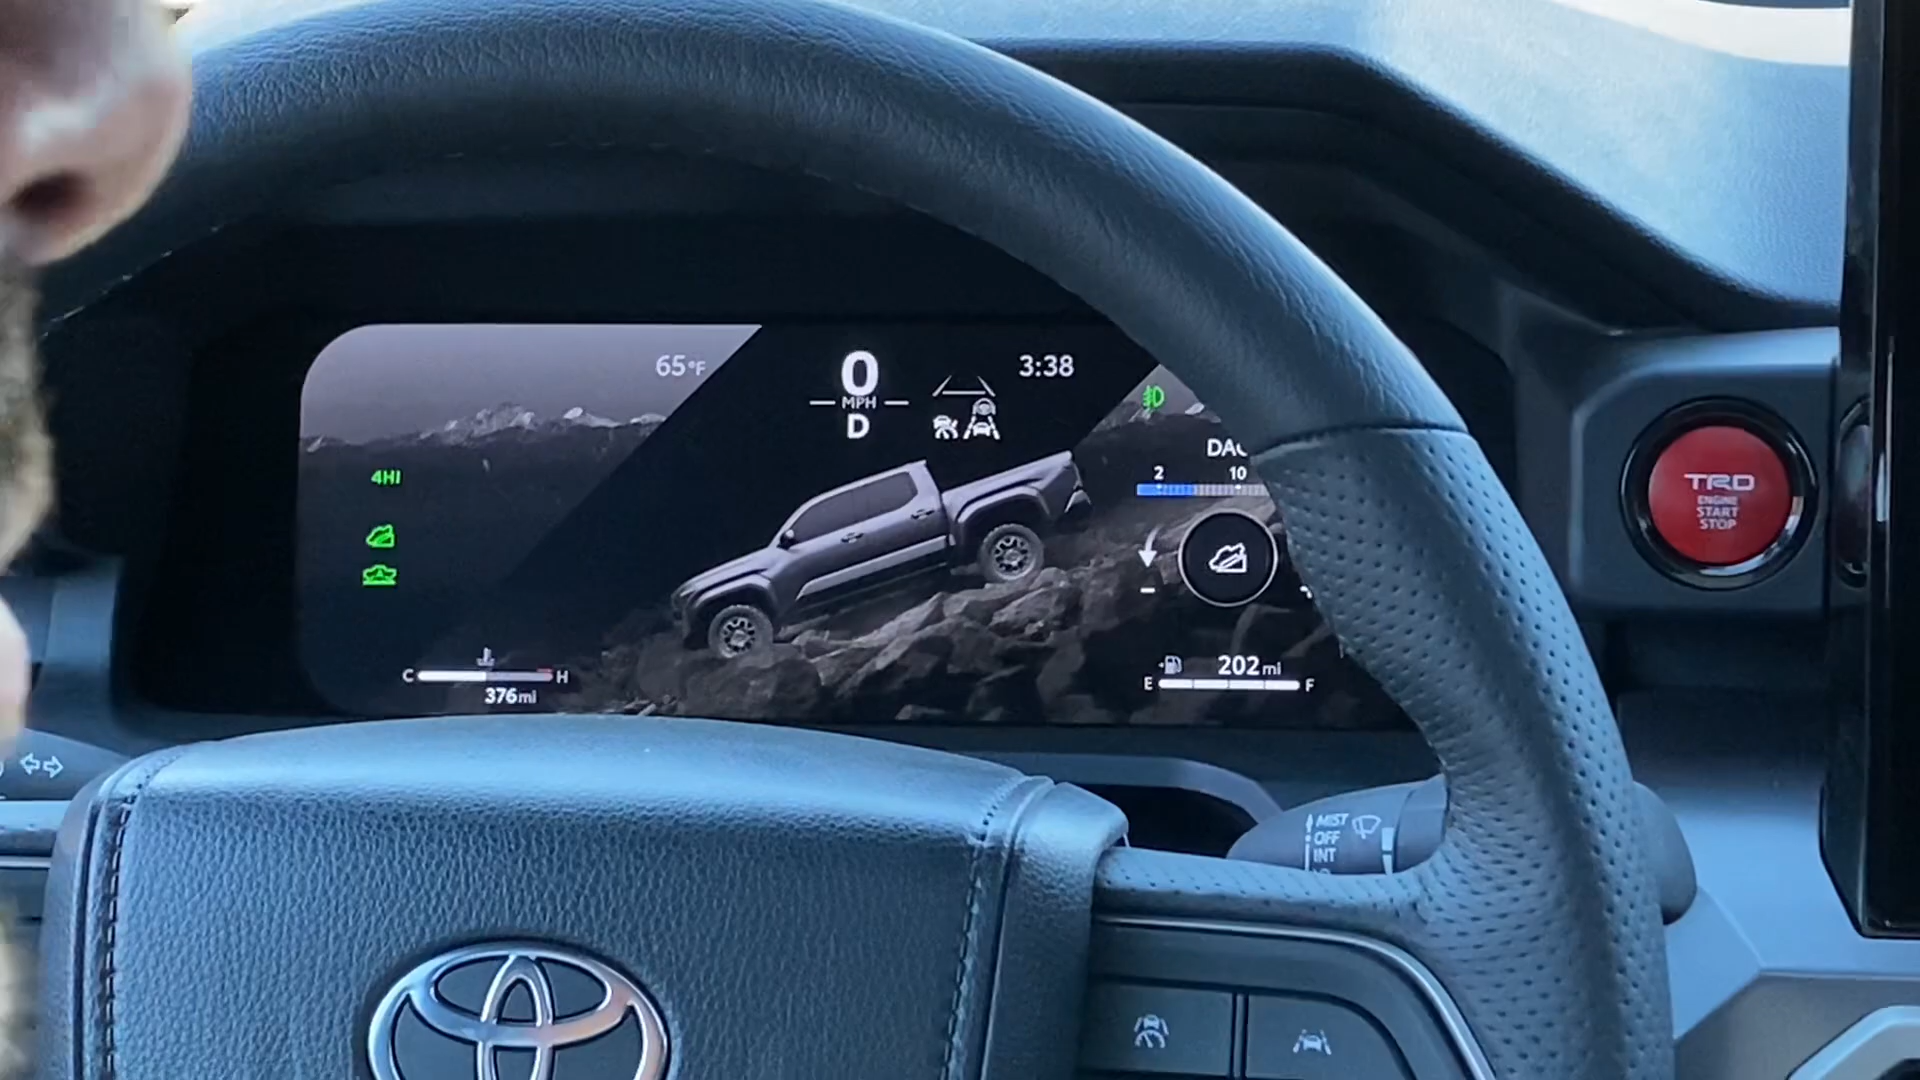 65°F
0
MPH
D
3:38
4HI
DAC
2 10
C H
376mi
202mi
E F
TRD
ENGINE
START
STOP
MIST
OFF
INT